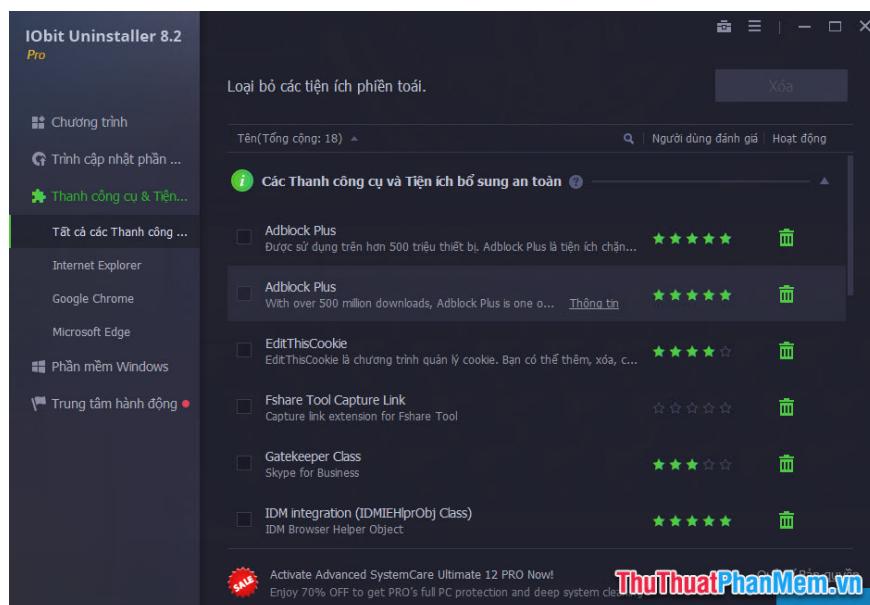 IObit Uninstaller 8.2
Pro
Loại bỏ các tiện ích phiền toái.
Xóa
Chương trình
Trình cập nhật phần ...
Thanh công cụ & Tiện...
Tất cả các Thanh công ...
Internet Explorer
Google Chrome
Microsoft Edge
Phần mềm Windows
Trung tâm hành động
Tên(Tổng cộng: 18)
Người dùng đánh giá
Hoạt động
Các Thanh công cụ và Tiện ích bổ sung an toàn
Adblock Plus
Được sử dụng trên hơn 500 triệu thiết bị. Adblock Plus là tiện ích chặn...
Adblock Plus
With over 500 million downloads, Adblock Plus is one o... Thông tin
EditThisCookie
EditThisCookie là chương trình quản lý cookie. Bạn có thể thêm, xóa, c...
Fshare Tool Capture Link
Capture link extension for Fshare Tool
Gatekeeper Class
Skype for Business
IDM integration (IDMIEHlprObj Class)
IDM Browser Helper Object
SALE
Activate Advanced SystemCare Ultimate 12 PRO Now!
Enjoy 70% OFF to get PRO's full PC protection and deep system
ThuThuatPhanMem.vn